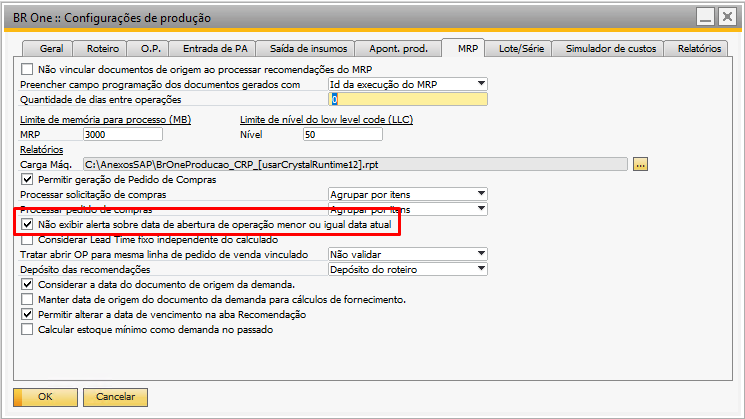 BR One :: Configurações de produção
Geral Roteiro O.P. Entrada de PA Saída de insumos Apont. prod. MRP Lote/Série Simulador de custos Relatórios
Não vincular documentos de origem ao processar recomendações do MRP
Preencher campo programação dos documentos gerados com Id da execução do MRP
Quantidade de dias entre operações 0
Limite de memória para processo (MB) Limite de nível do low level code (LLC)
MRP 3000 Nível 50
Relatórios
Carga Máq. C:\AnexosSAP\BrOneProducao_CRP_[usarCrystalRuntime12].rpt ...
Permitir geração de Pedido de Compras
Processar solicitação de compras Agrupar por itens
Processar pedido de compras Agrupar por itens
Não exibir alerta sobre data de abertura de operação menor ou igual data atual
Considerar Lead Time fixo independente do calculado
Tratar abrir OP para mesma linha de pedido de venda vinculado Não validar
Depósito das recomendações Depósito do roteiro
Considerar a data do documento de origem da demanda.
Manter data de origem do documento da demanda para cálculos de fornecimento.
Permitir alterar a data de vencimento na aba Recomendação
Calcular estoque mínimo como demanda no passado
OK Cancelar